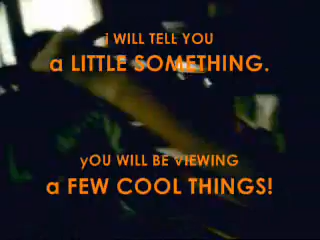 i WILL TELL YOU
a LITTLE SOMETHING.
yOU WILL BE VIEWING
a FEW COOL THINGS!